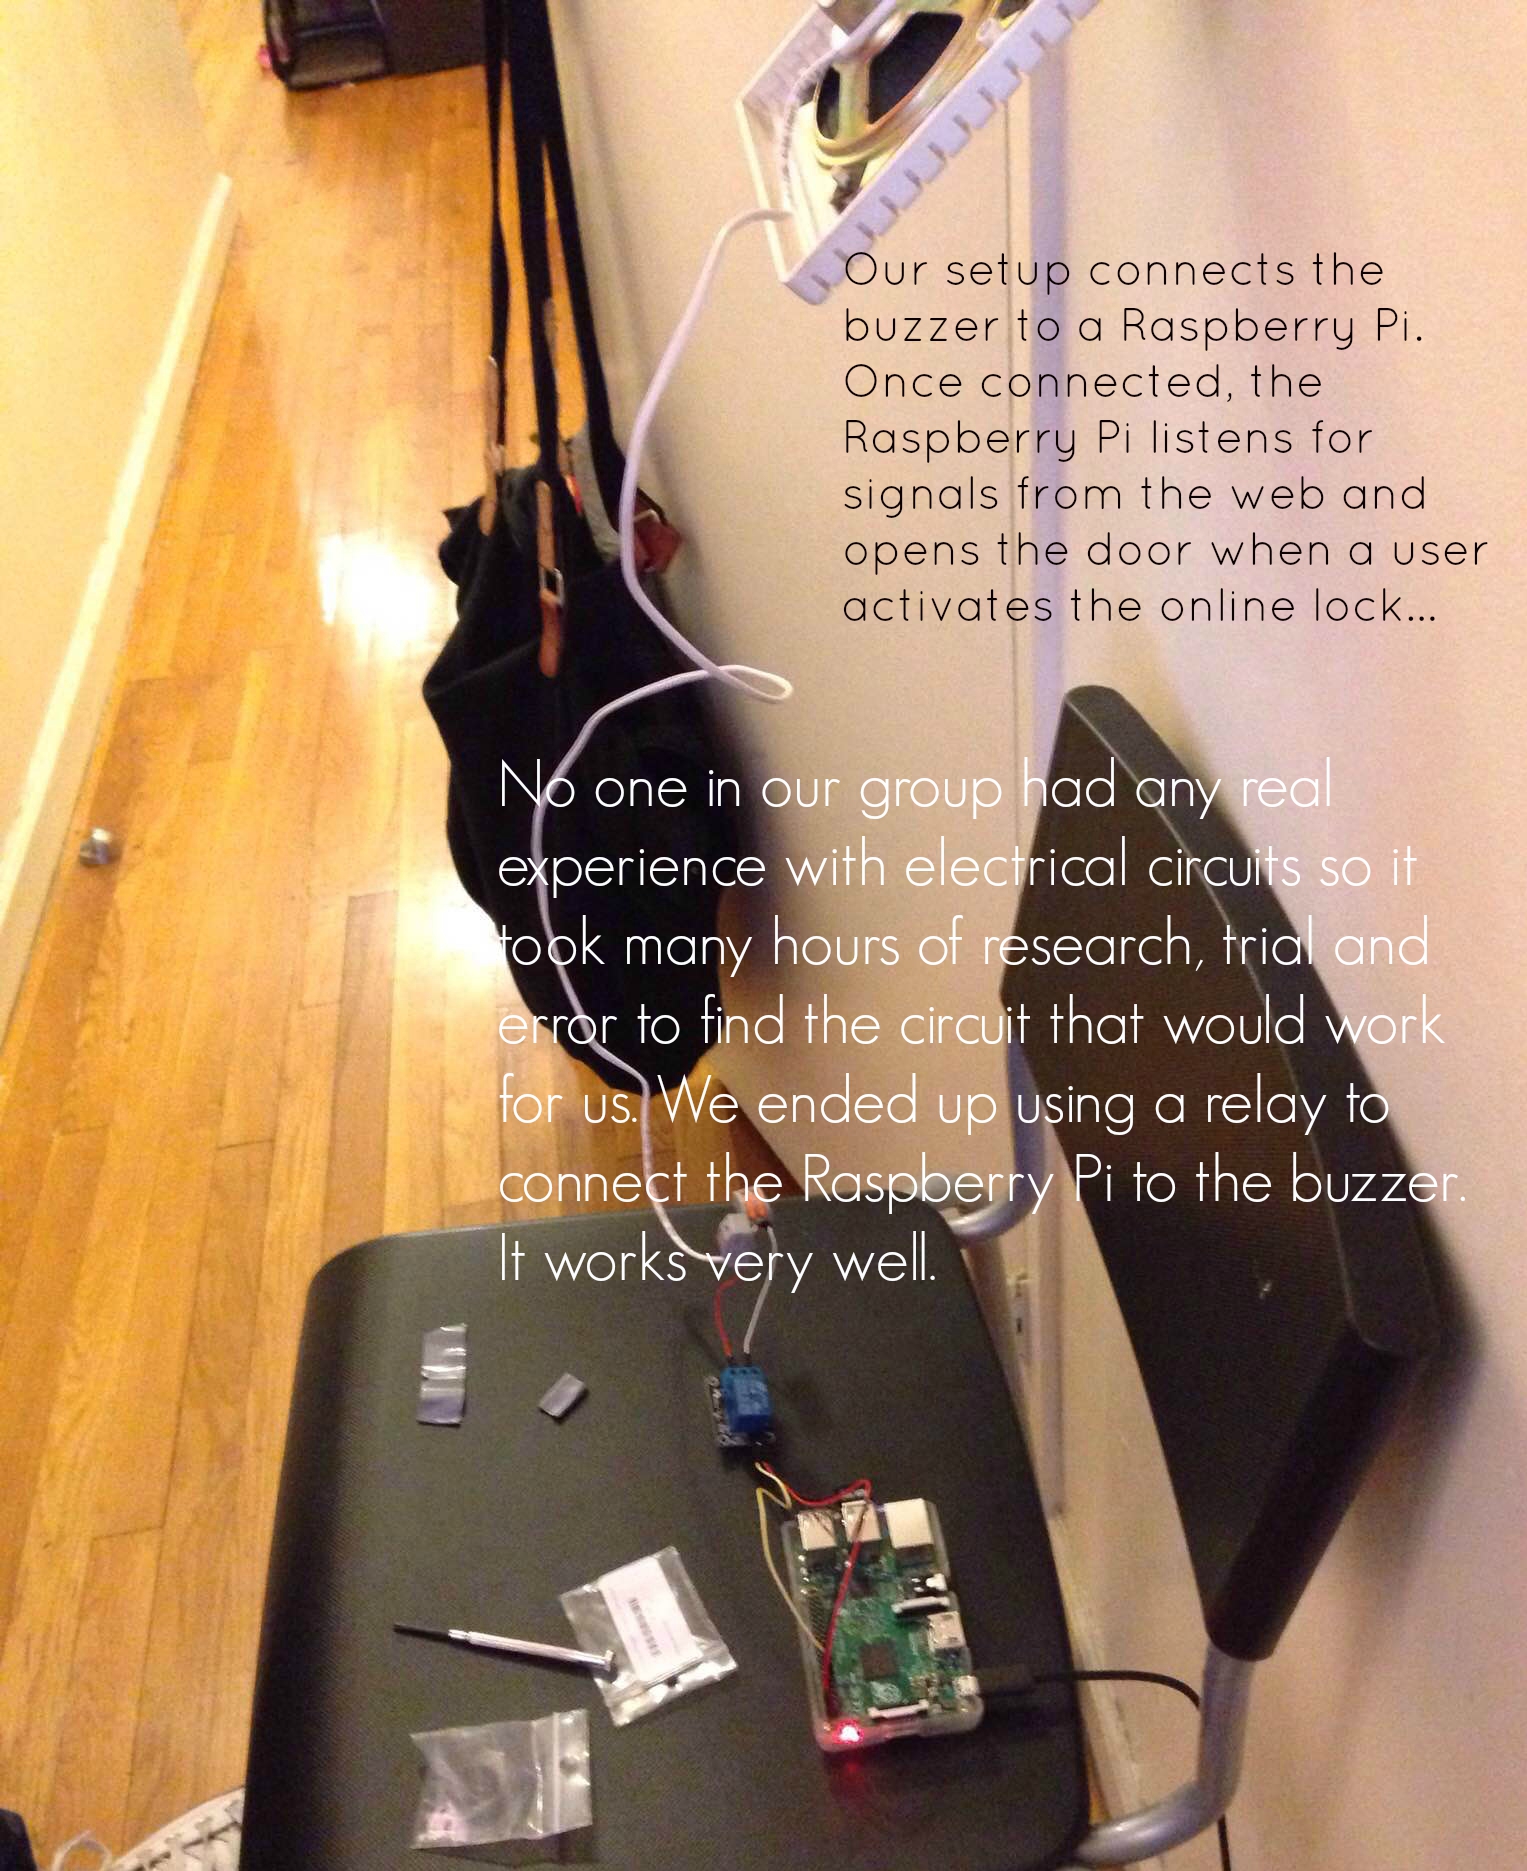 Our setup connects the
buzzer to a Raspberry Pi.
Once connected, the
Raspberry Pi listens for
signals from the web and
opens the door when a user
activates the online lock...
No one in our group had any real
experience with electrical circuits so it
took many hours of research, trial and
error to find the circuit that would work
for us. We ended up using a relay to
connect the Raspberry Pi to the buzzer.
It works very well.